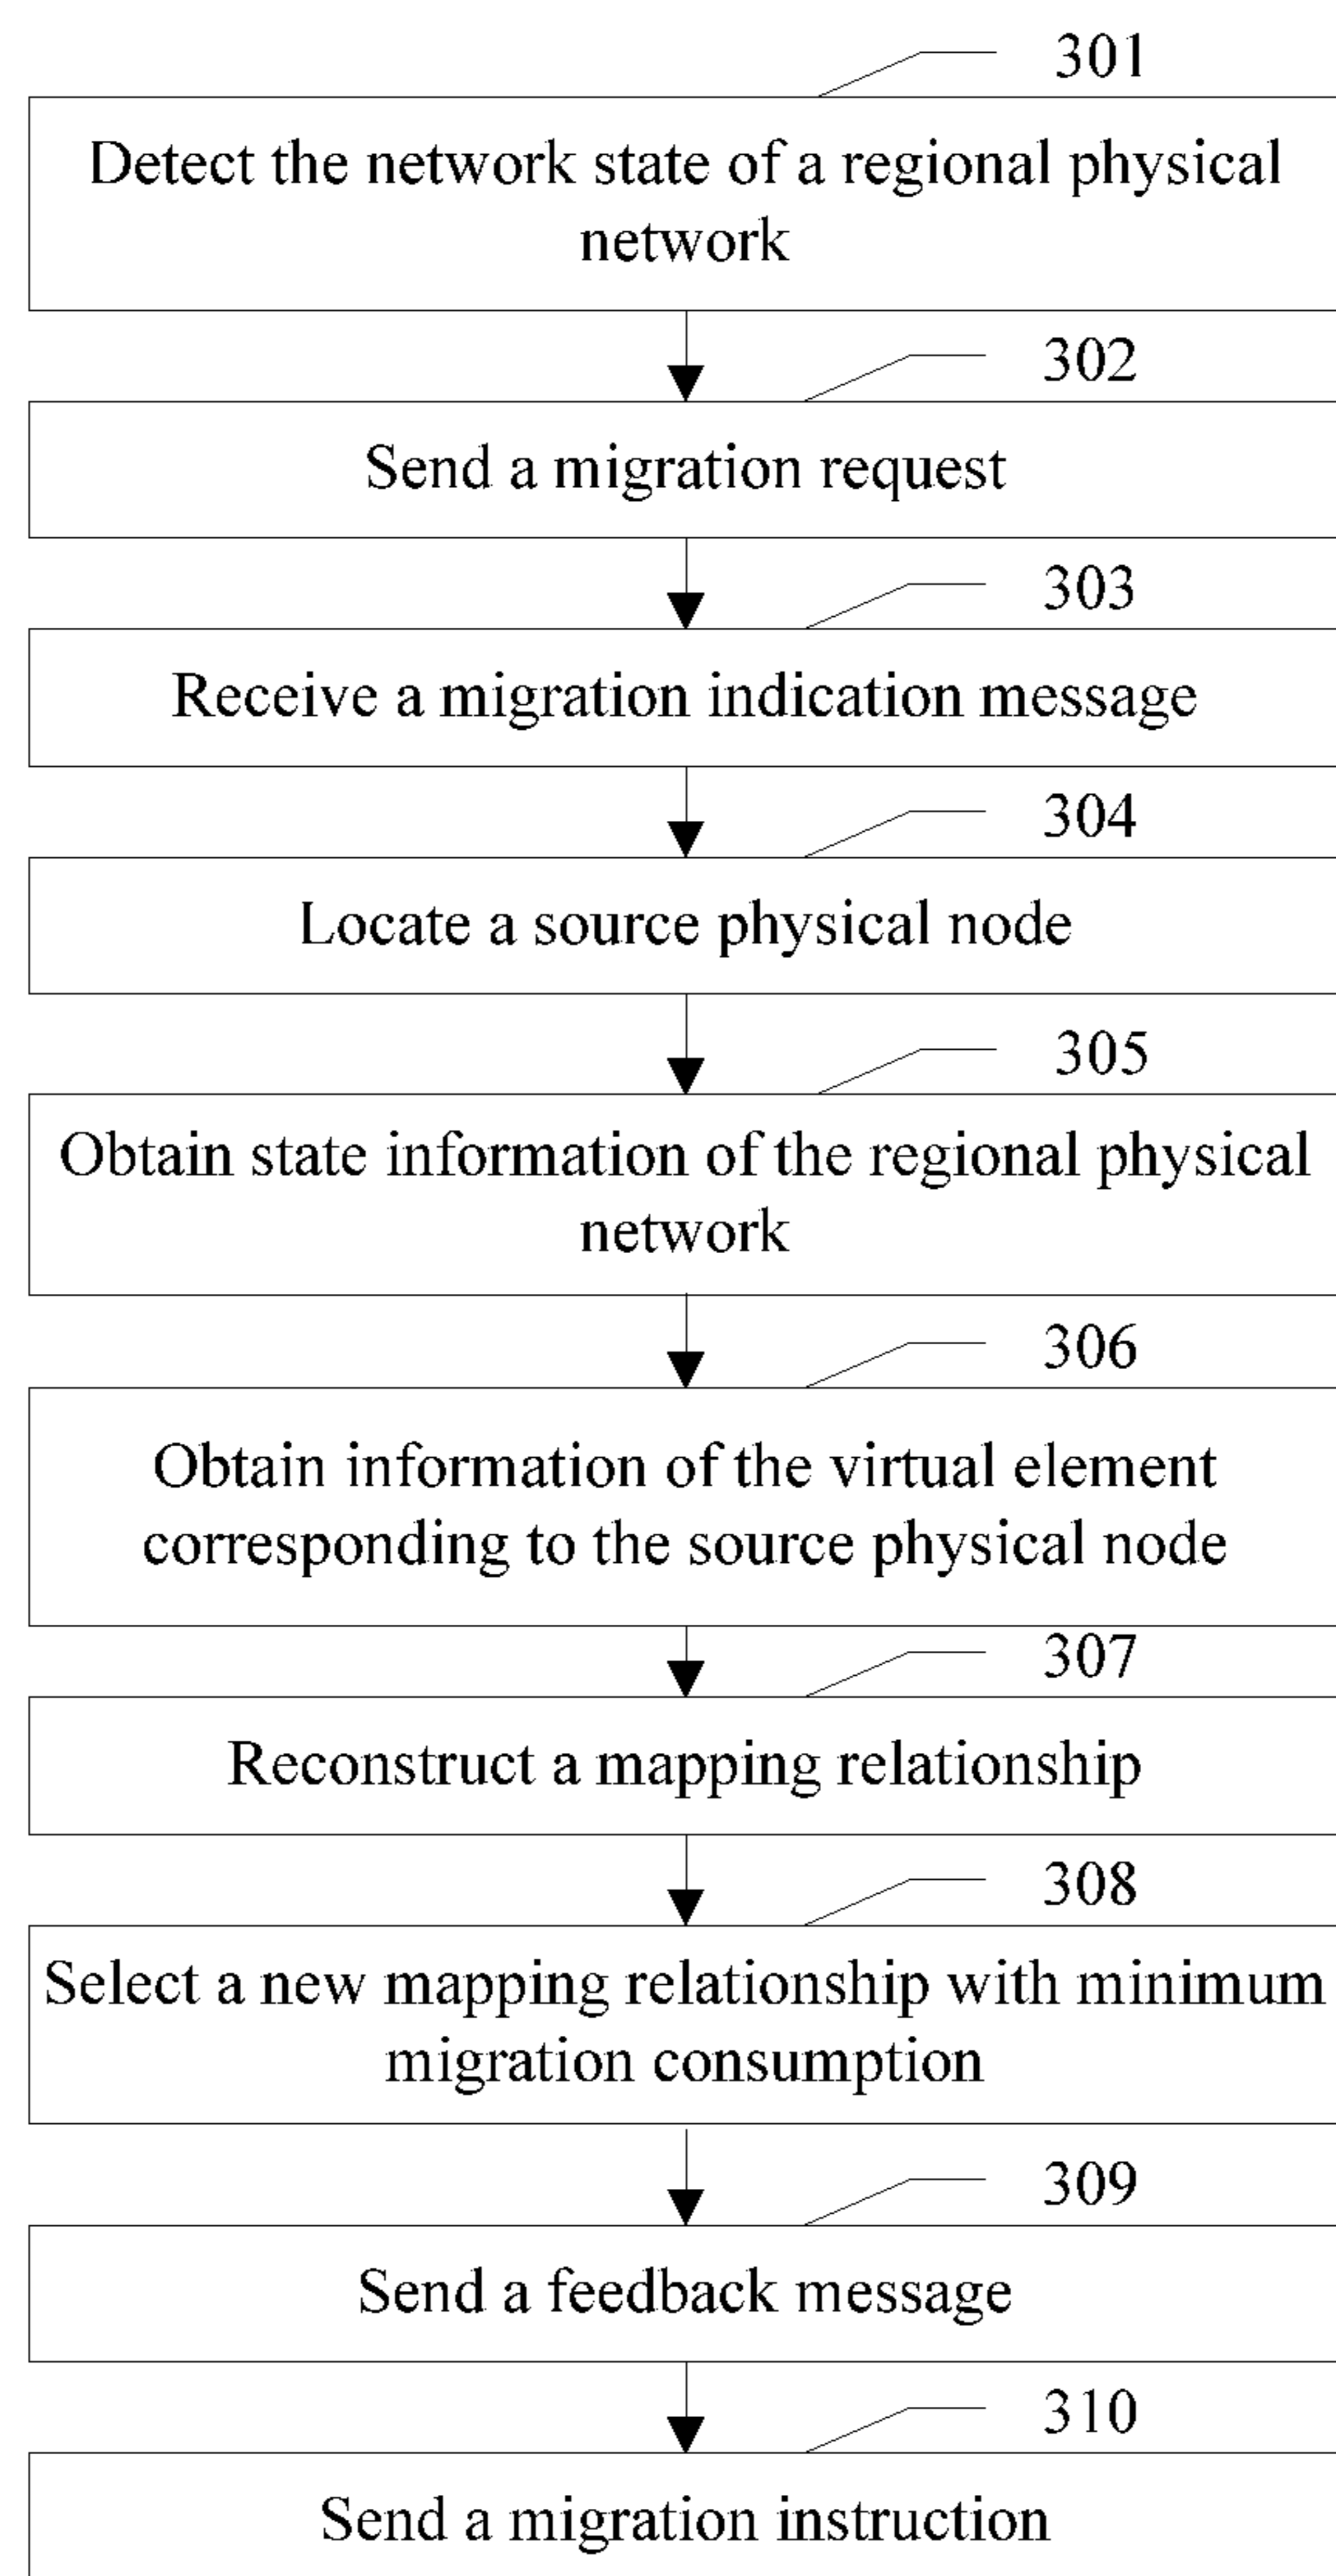 301
Detect the network state of a regional physical
network
302
Send a migration request
303
Receive a migration indication message
304
Locate a source physical node
305
Obtain state information of the regional physical
network
306
Obtain information of the virtual element
corresponding to the source physical node
307
Reconstruct a mapping relationship
308
Select a new mapping relationship with minimum
migration consumption
309
Send a feedback message
310
Send a migration instruction